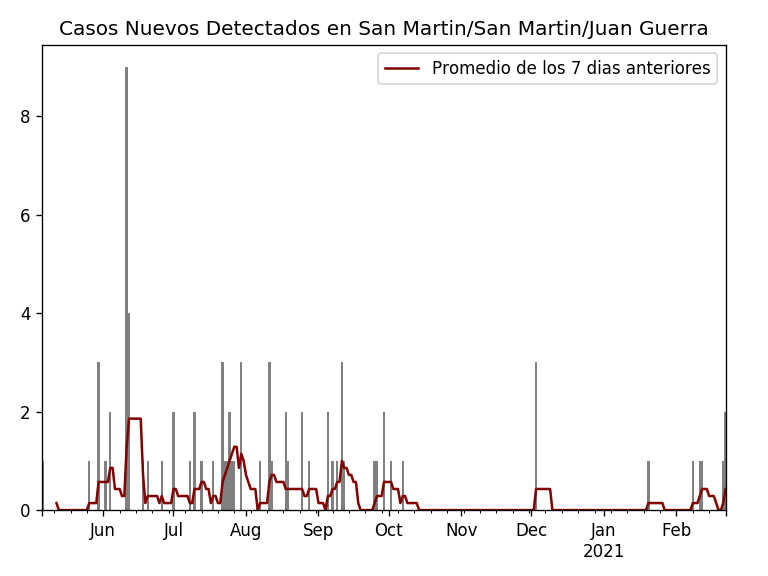 Casos Nuevos Detectados en San Martin/San Martin/Juan Guerra
Promedio de los 7 dias anteriores
8
6
4
2
0
Jun Jul Aug Sep Oct Nov Dec Jan Feb
2021